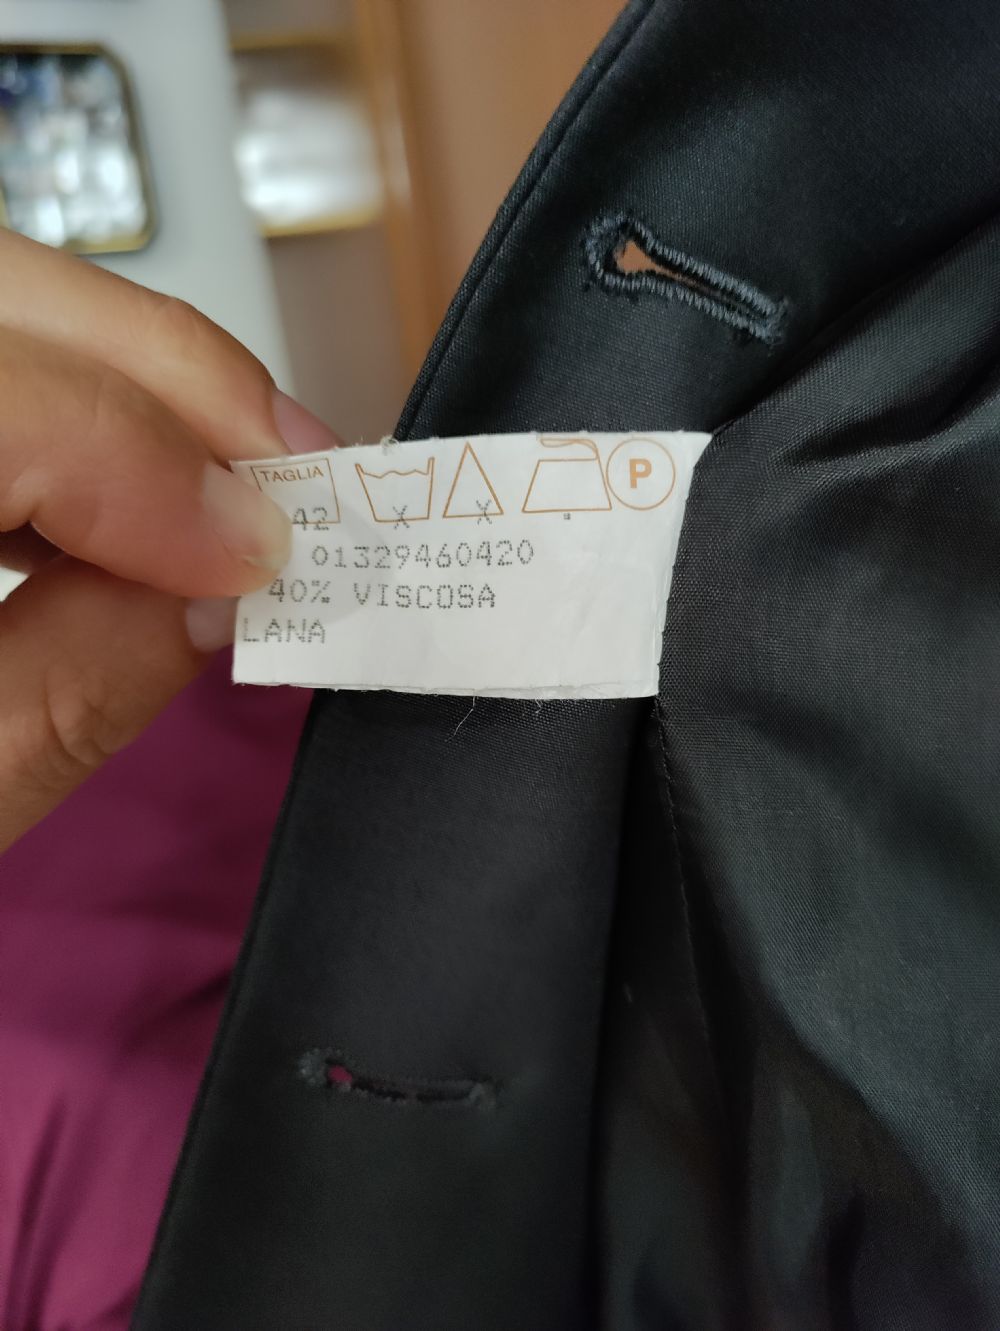 TAGLIA
42
P
01329460420
40% VISCOSA
LANA